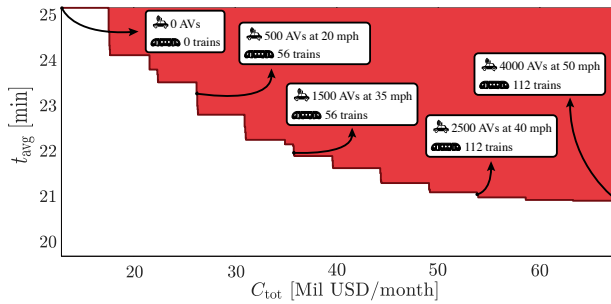 25
24
23
22
21
20
t_avg [min]
0 AVs
0 trains
500 AVs at 20 mph
56 trains
1500 AVs at 35 mph
56 trains
2500 AVs at 40 mph
112 trains
4000 AVs at 50 mph
112 trains
20
30
40
50
60
C_tot [Mil USD/month]